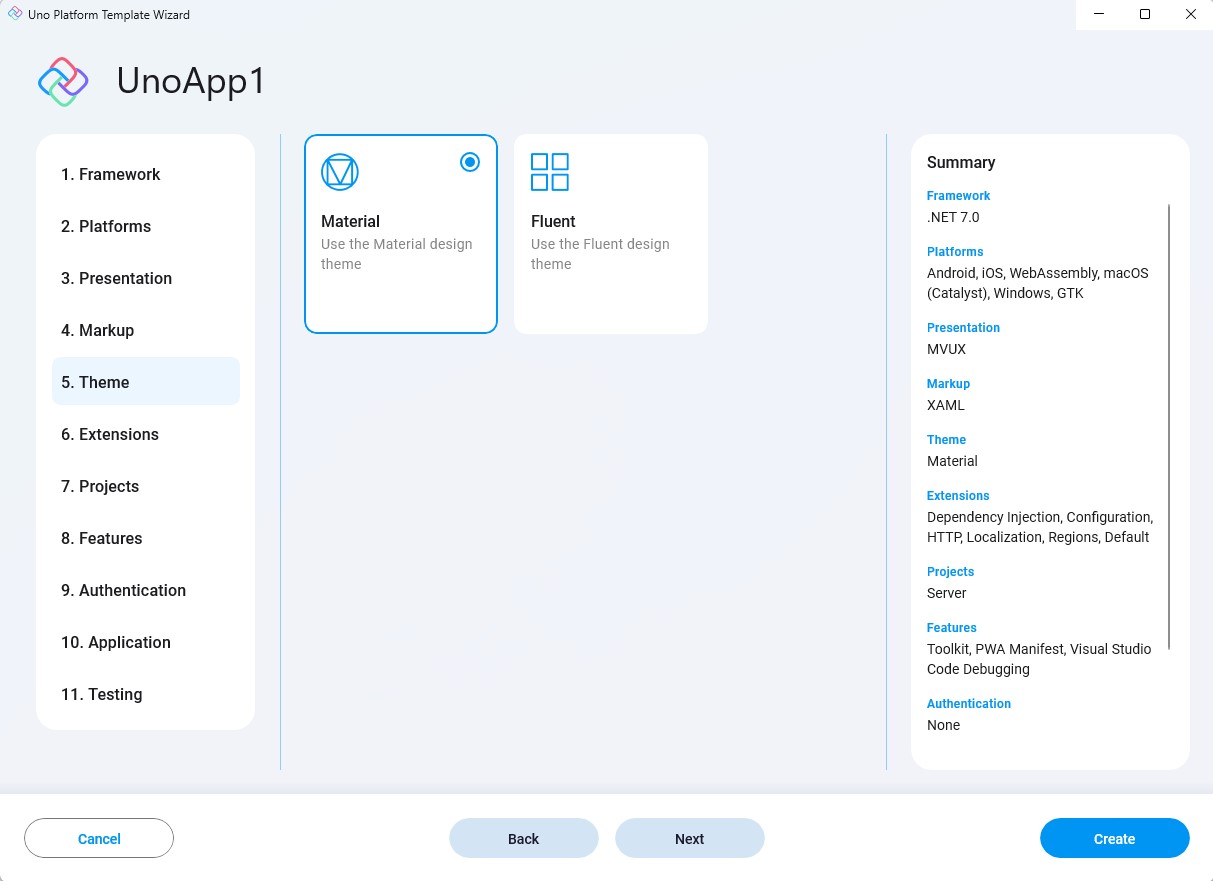 Uno Platform Template Wizard
UnoApp1
1. Framework
2. Platforms
3. Presentation
4. Markup
5. Theme
6. Extensions
7. Projects
8. Features
9. Authentication
10. Application
11. Testing
Material
Use the Material design
theme
Fluent
Use the Fluent design
theme
Summary
Framework
.NET 7.0
Platforms
Android, iOS, WebAssembly, macOS
(Catalyst), Windows, GTK
Presentation
MVUX
Markup
XAML
Theme
Material
Extensions
Dependency Injection, Configuration,
HTTP, Localization, Regions, Default
Projects
Server
Features
Toolkit, PWA Manifest, Visual Studio
Code Debugging
Authentication
None
Cancel
Back
Next
Create